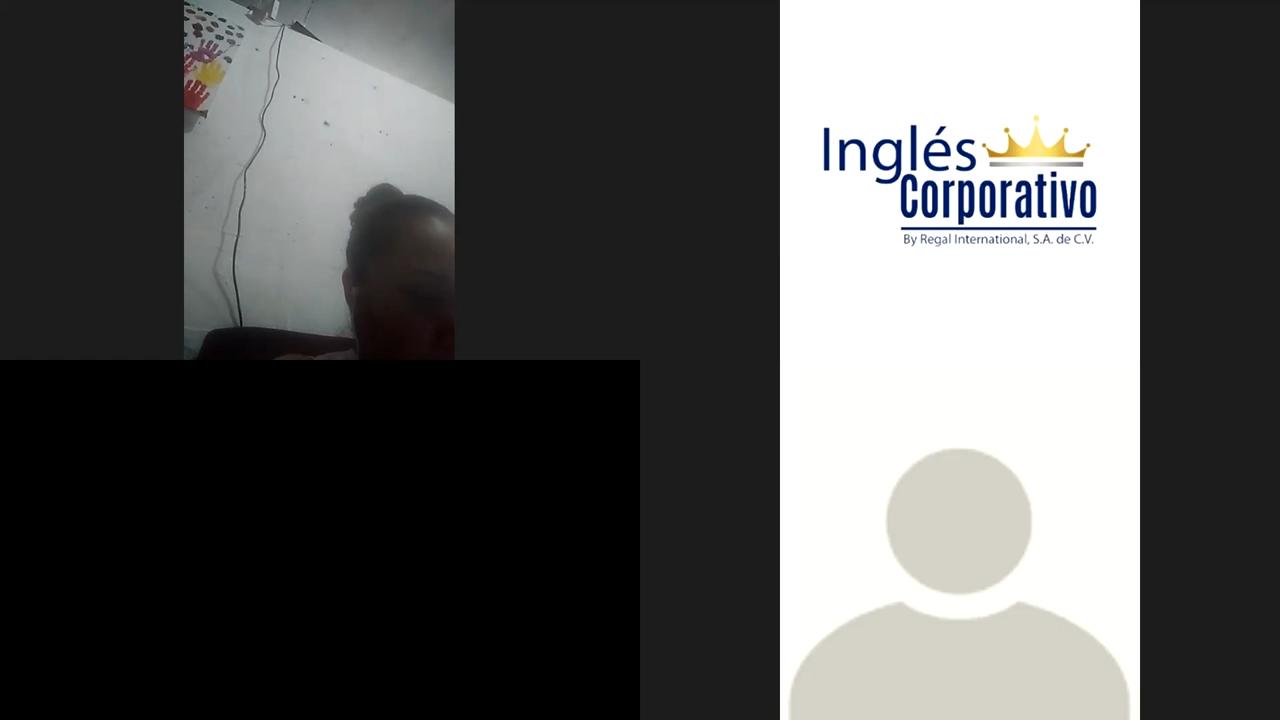 Inglés
Corporativo
By Regal International, S.A. de C.V.